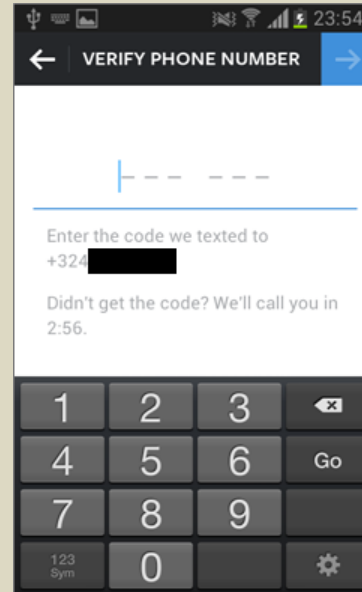 23:54
VERIFY PHONE NUMBER
--- ---
Enter the code we texted to
+324
Didn't get the code? We'll call you in
2:56.
1 2 3
4 5 6 Go
7 8 9
123
Sym
0